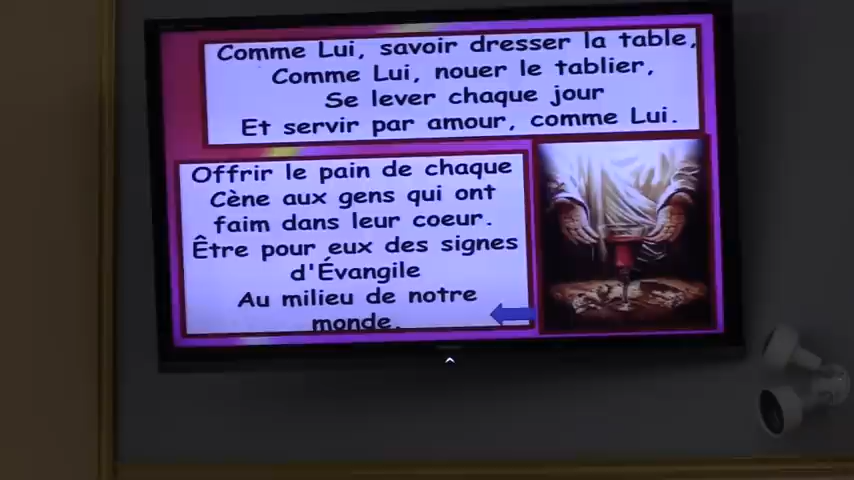 Comme Lui, savoir dresser la table,
Comme Lui, nouer le tablier,
Se lever chaque jour
Et servir par amour, comme Lui.
Offrir le pain de chaque
Cène aux gens qui ont
faim dans leur coeur.
Être pour eux des signes
d'Évangile
Au milieu de notre
monde.